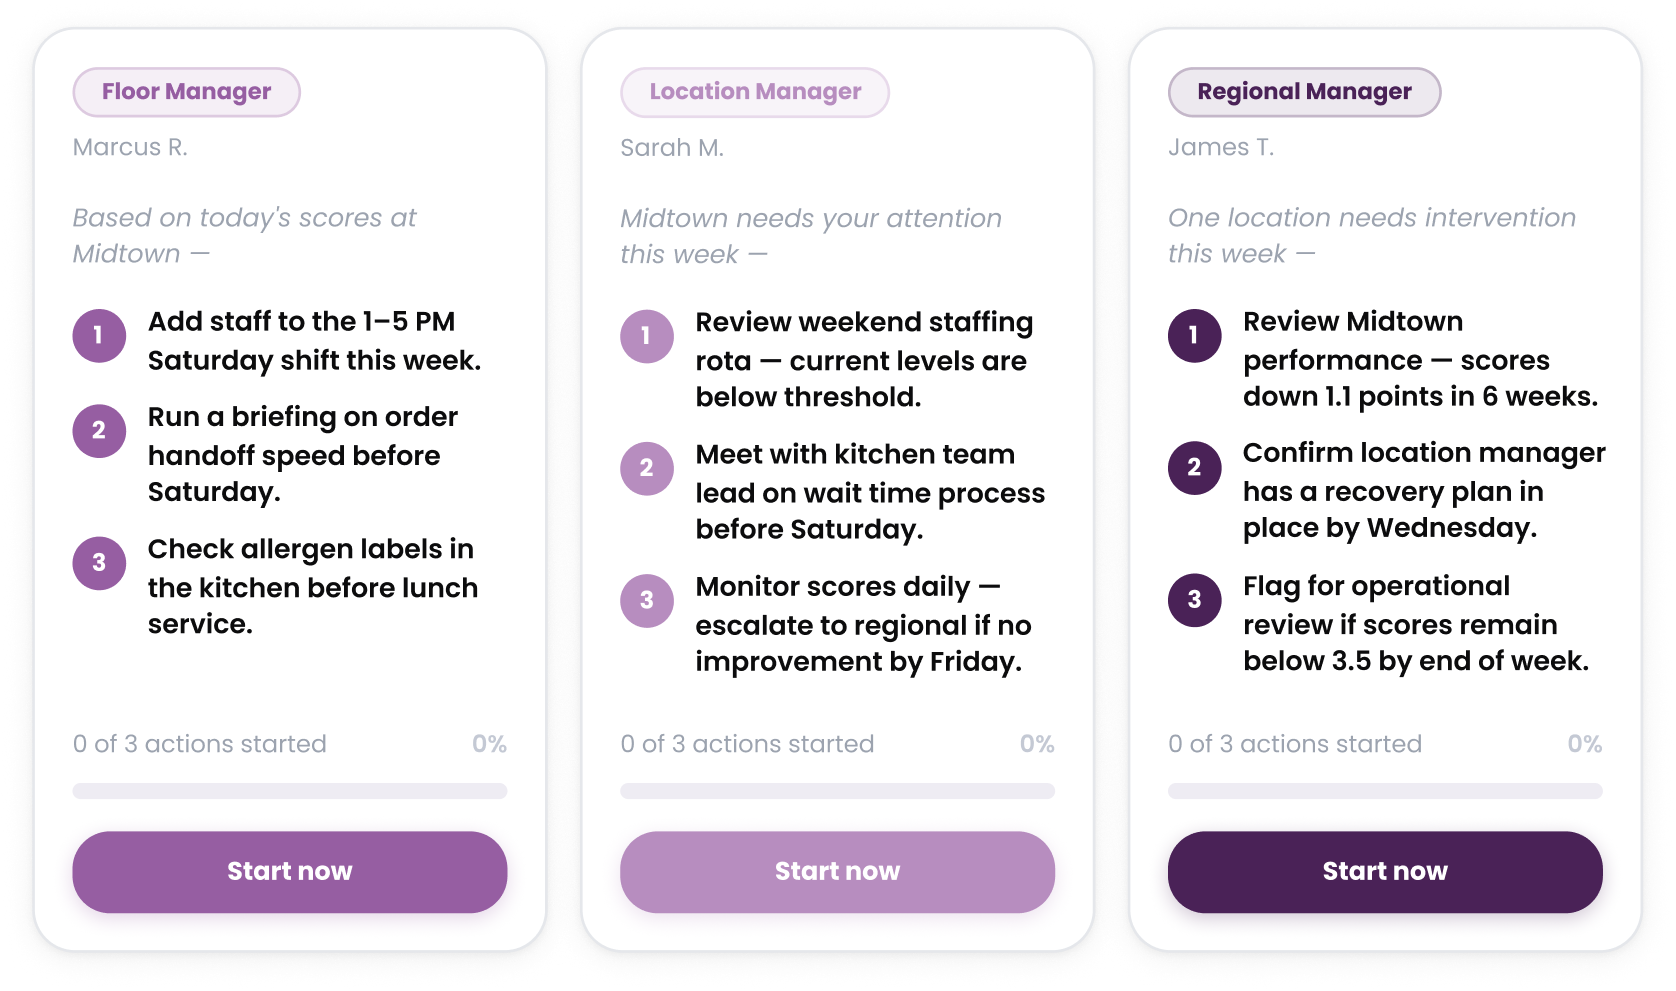 Floor Manager
Marcus R.
Based on today's scores at
Midtown —
1
Add staff to the 1–5 PM
Saturday shift this week.
2
Run a briefing on order
handoff speed before
Saturday.
3
Check allergen labels in
the kitchen before lunch
service.
0 of 3 actions started
0%
Start now
Location Manager
Sarah M.
Midtown needs your attention
this week —
1
Review weekend staffing
rota — current levels are
below threshold.
2
Meet with kitchen team
lead on wait time process
before Saturday.
3
Monitor scores daily —
escalate to regional if no
improvement by Friday.
0 of 3 actions started
0%
Start now
Regional Manager
James T.
One location needs intervention
this week —
1
Review Midtown
performance — scores
down 1.1 points in 6 weeks.
2
Confirm location manager
has a recovery plan in
place by Wednesday.
3
Flag for operational
review if scores remain
below 3.5 by end of week.
0 of 3 actions started
0%
Start now